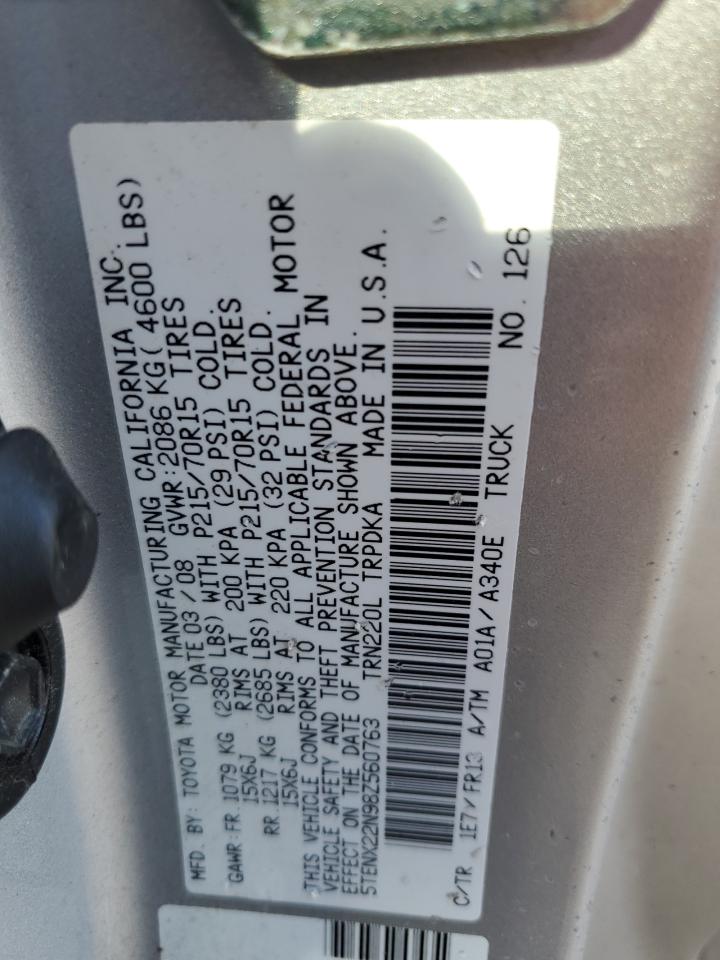 MFD. BY: TOYOTA MOTOR MANUFACTURING CALIFORNIA INC.
DATE 03 / 08 GVWR: 2086 KG( 4600 LBS)
GAWR: FR 1079 KG (2380 LBS) WITH P215/70R15 TIRES
15X6J RIMS AT 200 KPA (29 PSI) COLD.
RR 1217 KG (2685 LBS) WITH P215/70R15 TIRES
15X6J RIMS AT 220 KPA (32 PSI) COLD.
THIS VEHICLE CONFORMS TO ALL APPLICABLE FEDERAL MOTOR
VEHICLE SAFETY AND THEFT PREVENTION STANDARDS IN
EFFECT ON THE DATE OF MANUFACTURE SHOWN ABOVE.
5TENX22N98Z560763 TRN220L TRPDKA MADE IN U.S.A.
C/TR 1E7/FR13 A/TM A01A/A340E TRUCK NO. 126